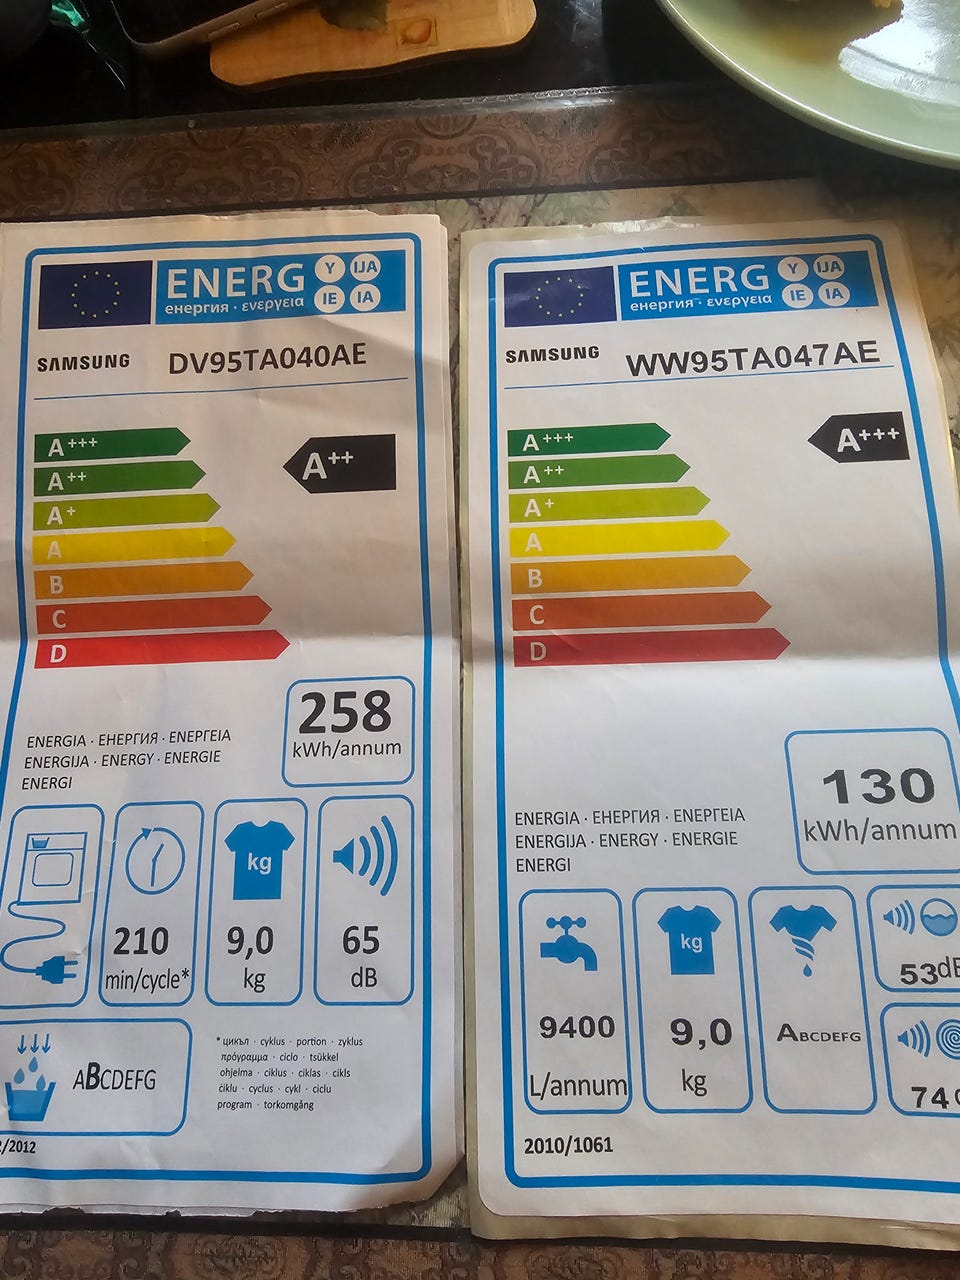 ENERG Y IJA IE IA
енергия · ενεργεια
SAMSUNG DV95TA040AE
A+++
A++
A++
A+
A
B
C
D
258
kWh/annum
ENERGIA · ЕНЕРГИЯ · ΕΝΕΡΓΕΙΑ
ENERGIJA · ENERGY · ENERGIE
ENERGI
210
min/cycle*
kg
9,0
kg
65
dB
ABCDEFG
* цикъл · cyklus · portion · zyklus
πρόγραμμα · ciclo · tsükkel
ohjelma · ciklus · ciklas · cikls
ċiklu · cyclus · cykl · ciclu
program · torkomgång
/2012
ENERG Y IJA IE IA
енергия · ενεργεια
SAMSUNG WW95TA047AE
A+++
A+++
A++
A+
A
B
C
D
130
kWh/annum
ENERGIA · ЕНЕРГИЯ · ΕΝΕΡΓΕΙΑ
ENERGIJA · ENERGY · ENERGIE
ENERGI
9400
L/annum
kg
9,0
kg
ABCDEFG
53dB
74
2010/1061